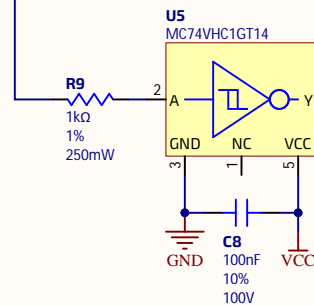 U5
MC74VHC1GT14
R9
2
A
Y
1kΩ
1%
250mW
GND
NC
VCC
3
1
5
C8
GND
100nF
VCC
10%
100V